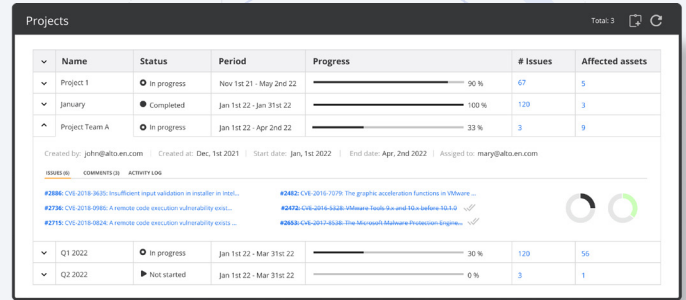 Projects Total: 3
Name Status Period Progress # Issues Affected assets
Project 1 In progress Nov 1st 21 - May 2nd 22 90 % 67 5
January Completed Jan 1st 22 - Jan 31st 22 100 % 120 3
Project Team A In progress Jan 1st 22 - Apr 2nd 22 33 % 3 9
Created by: john@alto.en.com | Created at: Dec, 1st 2021 | Start date: Jan, 1st 2022 | End date: Apr, 2nd 2022 | Assiged to: mary@alto.en.com
ISSUES (6) COMMENTS (3) ACTIVITY LOG
#2886: CVE-2018-3635: Insufficient input validation in installer in Intel... #2482: CVE-2016-7079: The graphic acceleration functions in VMware ...
#2736: CVE-2018-0986: A remote code execution vulnerability exist... #2472: CVE-2016-5328: VMware Tools 9.x and 10.x before 10.1.0
#2715: CVE-2018-0824: A remote code execution vulnerability exists ... #2653: CVE-2017-8538: The Microsoft Malware Protection Engine...
Q1 2022 In progress Jan 1st 22 - Mar 31st 22 30 % 120 56
Q2 2022 Not started Jan 1st 22 - Mar 31st 22 0 % 3 1